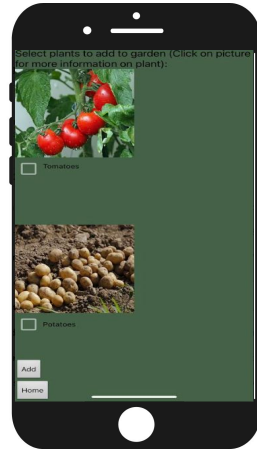 Select plants to add to garden (Click on picture
for more information on plant):
Tomatoes
Potatoes
Add
Home